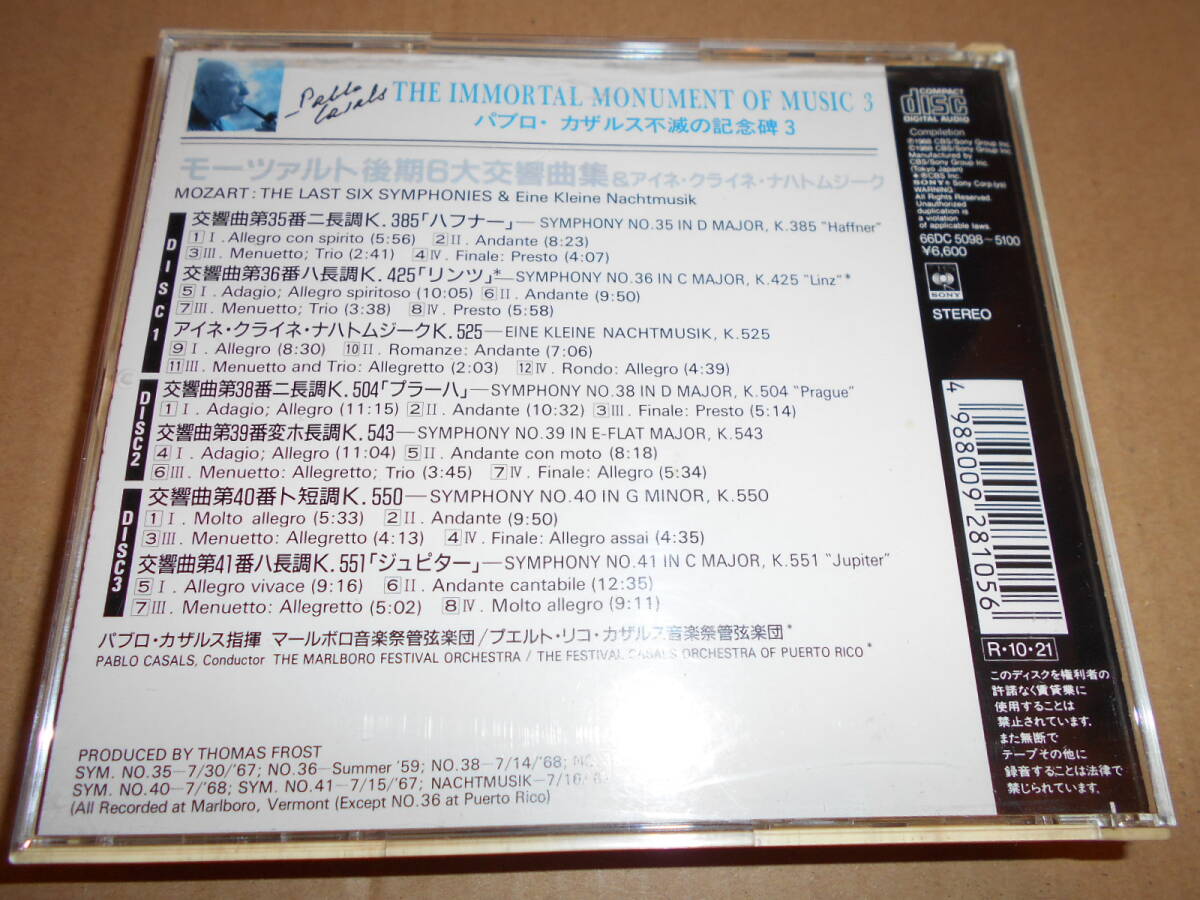 Pablo Casals
THE IMMORTAL MONUMENT OF MUSIC 3
パブロ・カザルス不滅の記念碑3
モーツァルト後期6大交響曲集&アイネ・クライネ・ナハトムジーク
MOZART: THE LAST SIX SYMPHONIES & Eine Kleine Nachtmusik
DISC 1
交響曲第35番ニ長調K.385「ハフナー」—SYMPHONY NO.35 IN D MAJOR, K.385 "Haffner"
1 I. Allegro con spirito (5:56) 2 II. Andante (8:23)
3 III. Menuetto; Trio (2:41) 4 IV. Finale: Presto (4:07)
交響曲第36番ハ長調K.425「リンツ」*—SYMPHONY NO.36 IN C MAJOR, K.425 "Linz"*
5 I. Adagio; Allegro spiritoso (10:05) 6 II. Andante (9:50)
7 III. Menuetto; Trio (3:38) 8 IV. Presto (5:58)
アイネ・クライネ・ナハトムジークK.525—EINE KLEINE NACHTMUSIK, K.525
9 I. Allegro (8:30) 10 II. Romanze: Andante (7:06)
11 III. Menuetto and Trio: Allegretto (2:03) 12 IV. Rondo: Allegro (4:39)
DISC 2
交響曲第38番ニ長調K.504「プラーハ」—SYMPHONY NO.38 IN D MAJOR, K.504 "Prague"
1 I. Adagio; Allegro (11:15) 2 II. Andante (10:32) 3 III. Finale: Presto (5:14)
交響曲第39番変ホ長調K.543—SYMPHONY NO.39 IN E-FLAT MAJOR, K.543
4 I. Adagio; Allegro (11:04) 5 II. Andante con moto (8:18)
6 III. Menuetto: Allegretto; Trio (3:45) 7 IV. Finale: Allegro (5:34)
DISC 3
交響曲第40番ト短調K.550—SYMPHONY NO.40 IN G MINOR, K.550
1 I. Molto allegro (5:33) 2 II. Andante (9:50)
3 III. Menuetto: Allegretto (4:13) 4 IV. Finale: Allegro assai (4:35)
交響曲第41番ハ長調K.551「ジュピター」—SYMPHONY NO.41 IN C MAJOR, K.551 "Jupiter"
5 I. Allegro vivace (9:16) 6 II. Andante cantabile (12:35)
7 III. Menuetto: Allegretto (5:02) 8 IV. Molto allegro (9:11)
パブロ・カザルス指揮 マールボロ音楽祭管弦楽団/プエルト・リコ・カザルス音楽祭管弦楽団*
PABLO CASALS, Conductor THE MARLBORO FESTIVAL ORCHESTRA / THE FESTIVAL CASALS ORCHESTRA OF PUERTO RICO*
PRODUCED BY THOMAS FROST
SYM. NO.35—7/30/'67; NO.36—Summer '59; NO.38—7/14/'68;
SYM. NO.40—7/'68; SYM. NO.41—7/15/'67; NACHTMUSIK—7/16/
(All Recorded at Marlboro, Vermont (Except NO.36 at Puerto Rico)
COMPACT disc DIGITAL AUDIO
Compilation
℗1988 CBS/Sony Group Inc.
©1988 CBS/Sony Group Inc.
Manufactured by
CBS/Sony Group Inc.
(Tokyo Japan)
SONY® Sony Corp.
WARNING
All Rights Reserved.
Unauthorized
duplication is
a violation
of applicable laws.
66DC 5098~5100
¥6,600
SONY
STEREO
4 988009 281056
R・10・21
このディスクを権利者の
許諾なく賃貸業に
使用することは
禁止されています。
また無断で
テープその他に
録音することは法律で
禁じられています。